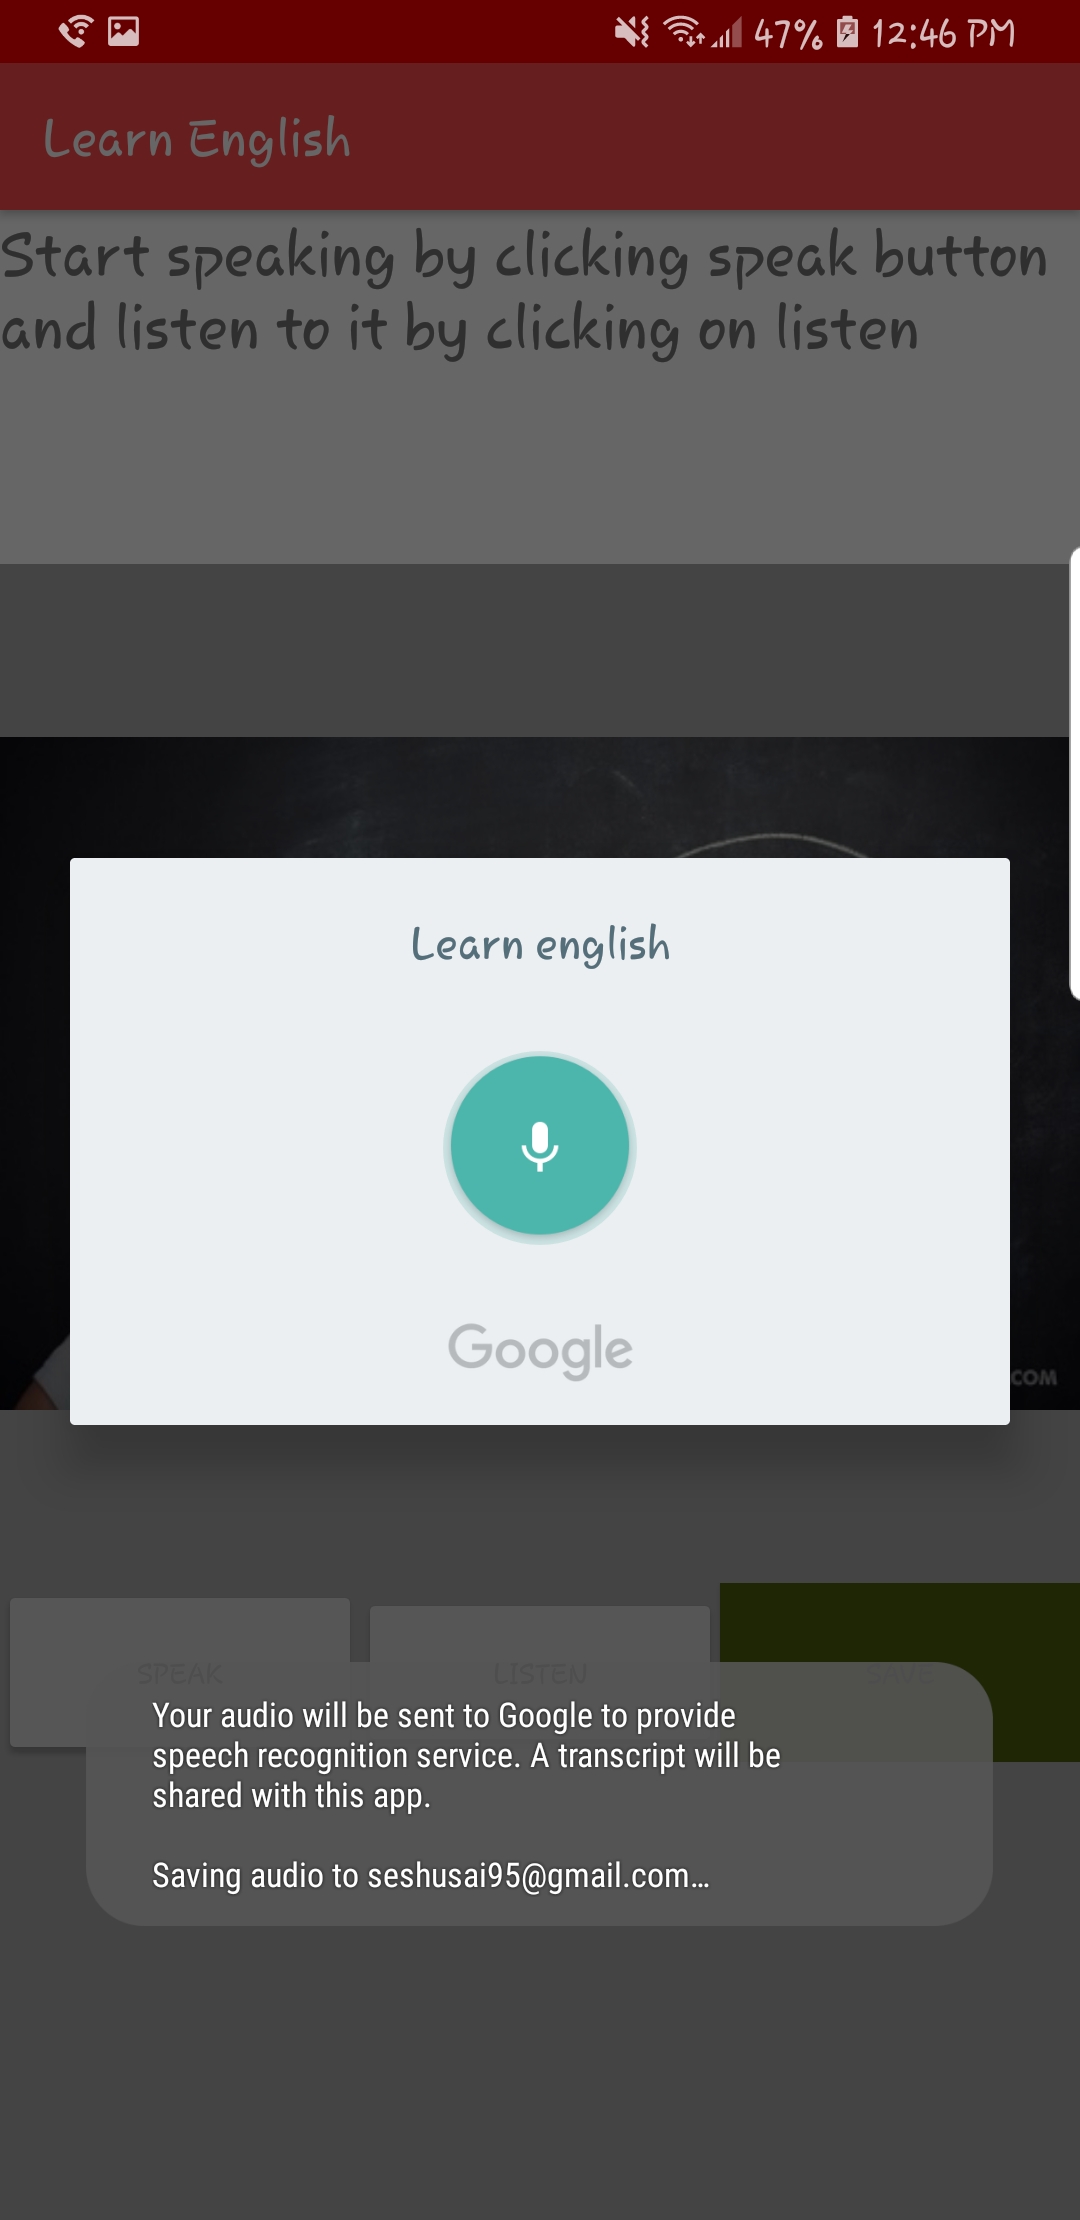 47% 12:46 PM
Learn English
Start speaking by clicking speak button
and listen to it by clicking on listen
Learn english
Google
COM
SPEAK LISTEN SAVE
Your audio will be sent to Google to provide
speech recognition service. A transcript will be
shared with this app.
Saving audio to seshusai95@gmail.com…